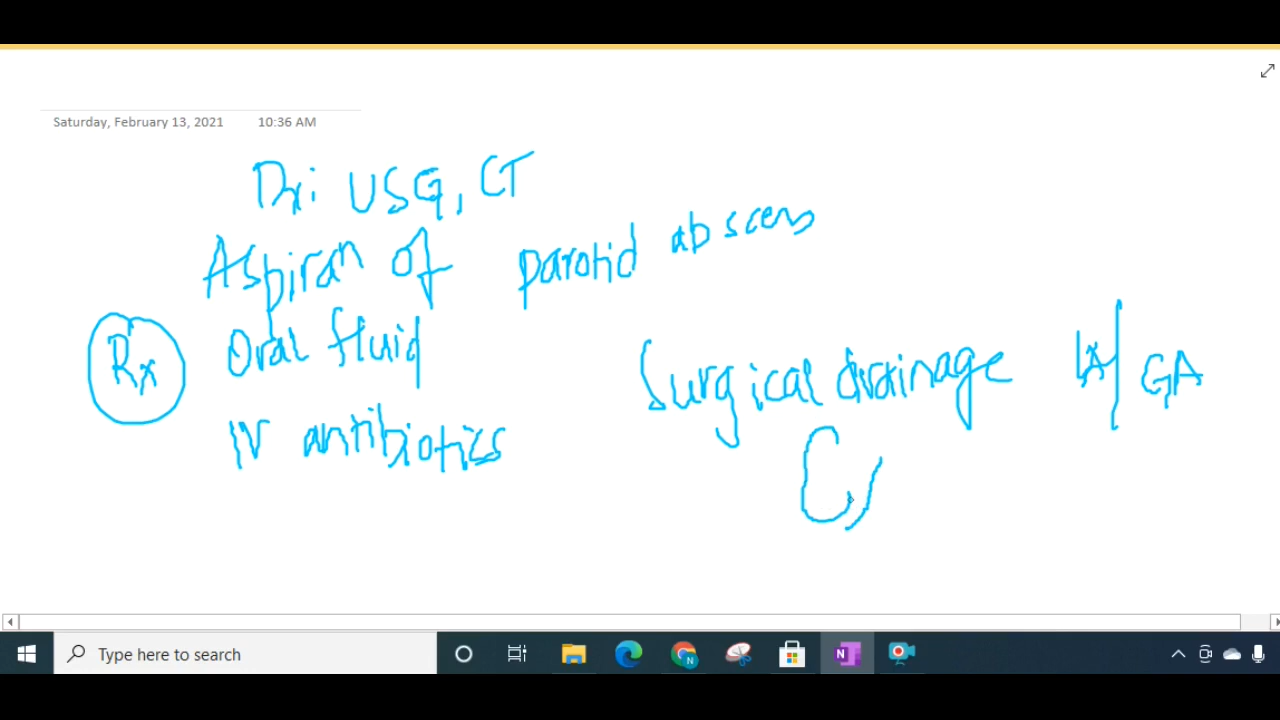 Saturday, February 13, 2021 10:36 AM
Dx: USG, CT
Aspiran of parotid abscess
Rx Oral fluid
IV antibiotics
Surgical drainage LA/GA
Type here to search